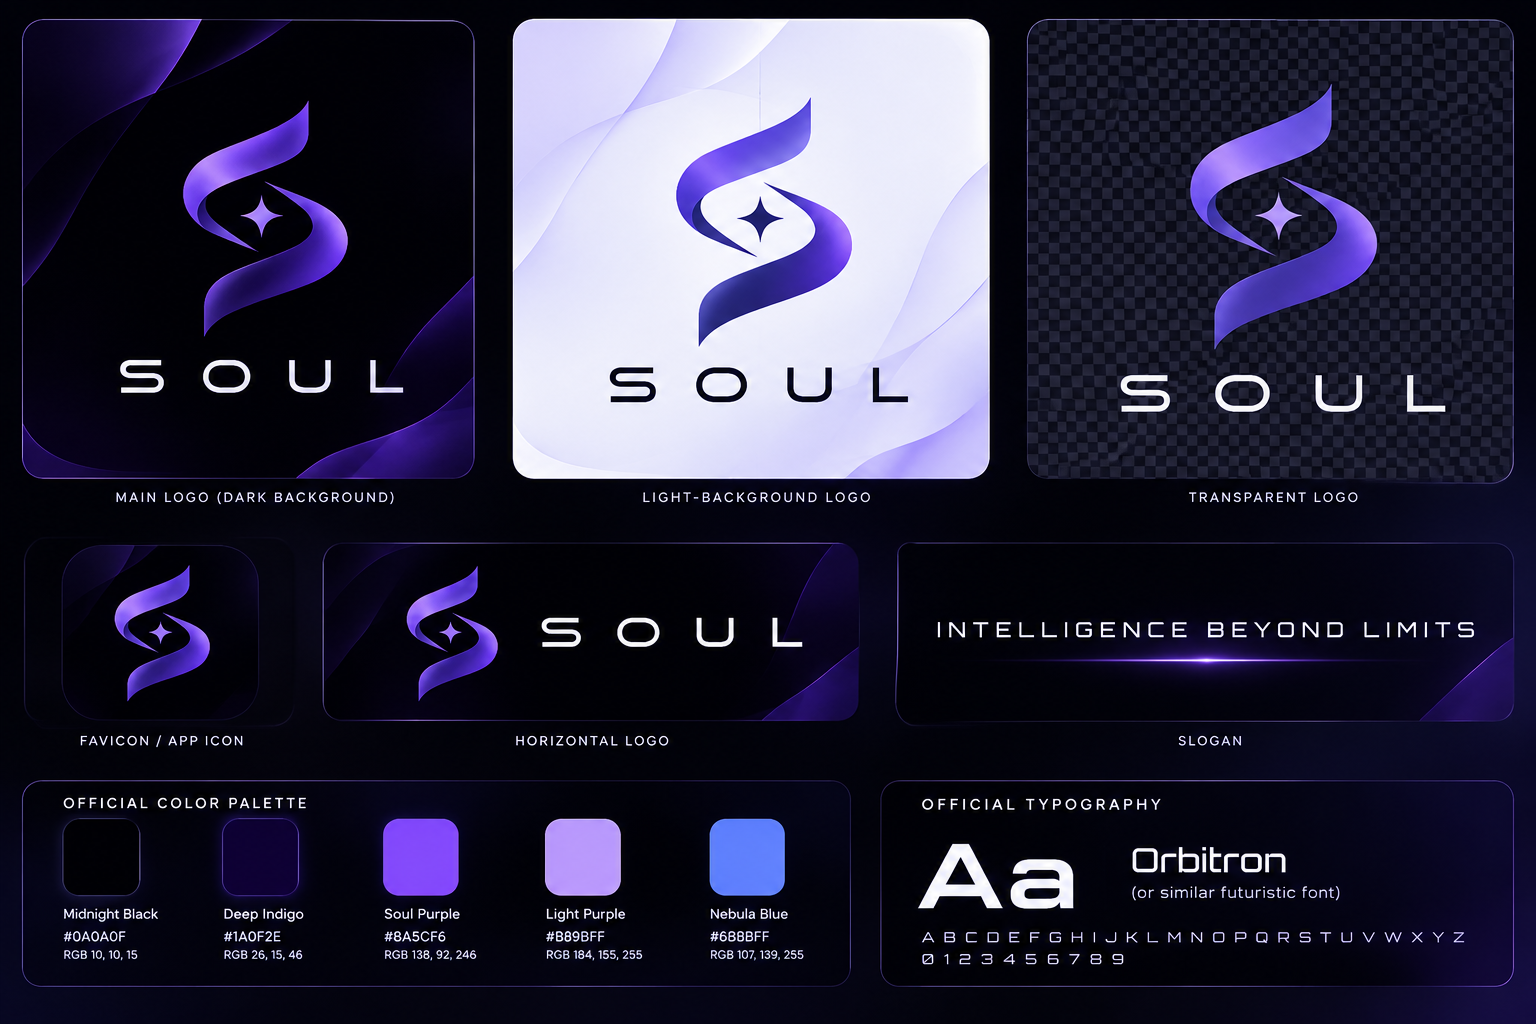 SOUL
SOUL
SOUL
MAIN LOGO (DARK BACKGROUND)
LIGHT-BACKGROUND LOGO
TRANSPARENT LOGO
SOUL
INTELLIGENCE BEYOND LIMITS
FAVICON / APP ICON
HORIZONTAL LOGO
SLOGAN
OFFICIAL COLOR PALETTE
Midnight Black
#0A0A0F
RGB 10, 10, 15
Deep Indigo
#1A0F2E
RGB 26, 15, 46
Soul Purple
#8A5CF6
RGB 138, 92, 246
Light Purple
#B89BFF
RGB 184, 155, 255
Nebula Blue
#6B8BFF
RGB 107, 139, 255
OFFICIAL TYPOGRAPHY
Aa
Orbitron
(or similar futuristic font)
A B C D E F G H I J K L M N O P Q R S T U V W X Y Z
0 1 2 3 4 5 6 7 8 9